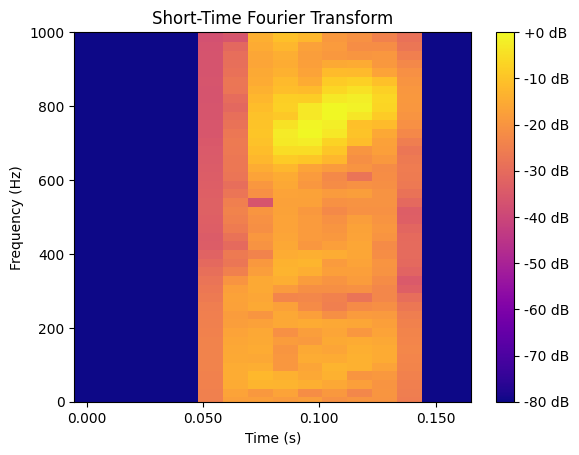 Short-Time Fourier Transform
1000
800
600
400
200
0
Frequency (Hz)
0.000
0.050
0.100
0.150
Time (s)
+0 dB
-10 dB
-20 dB
-30 dB
-40 dB
-50 dB
-60 dB
-70 dB
-80 dB